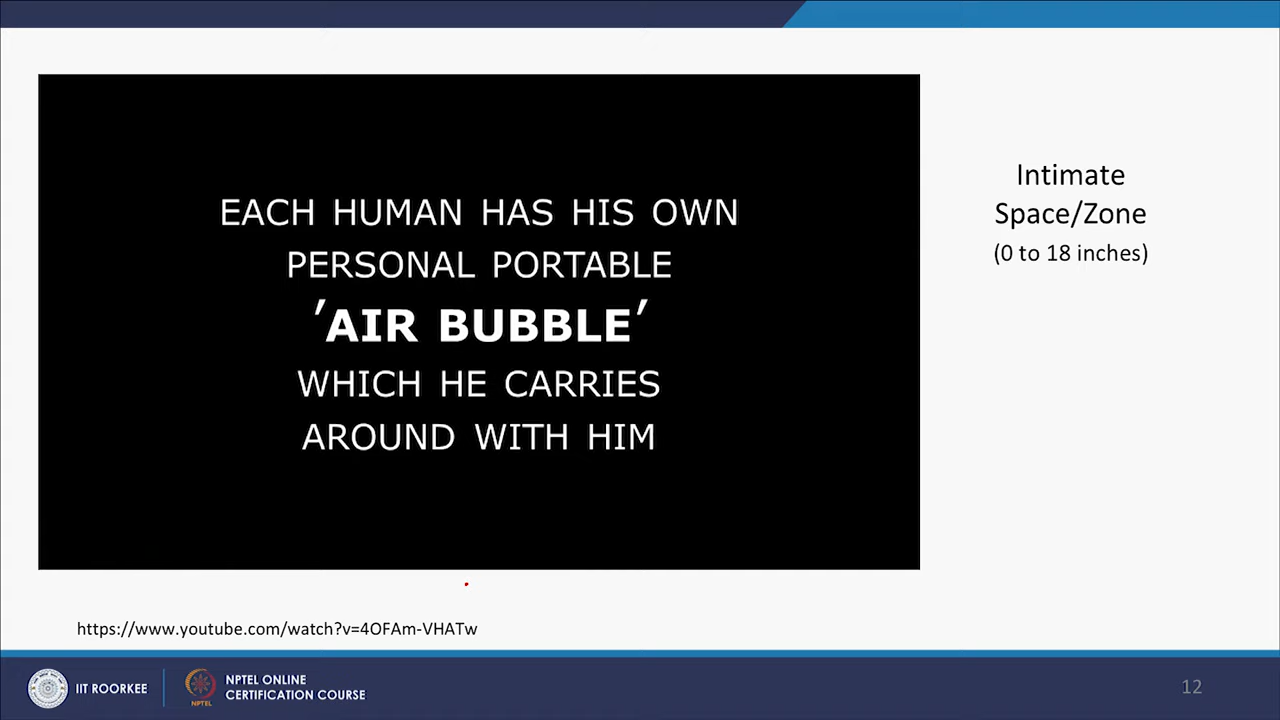 EACH HUMAN HAS HIS OWN
PERSONAL PORTABLE
'AIR BUBBLE'
WHICH HE CARRIES
AROUND WITH HIM
Intimate
Space/Zone
(0 to 18 inches)
https://www.youtube.com/watch?v=4OFAm-VHATw
IIT ROORKEE
NPTEL
NPTEL ONLINE
CERTIFICATION COURSE
12